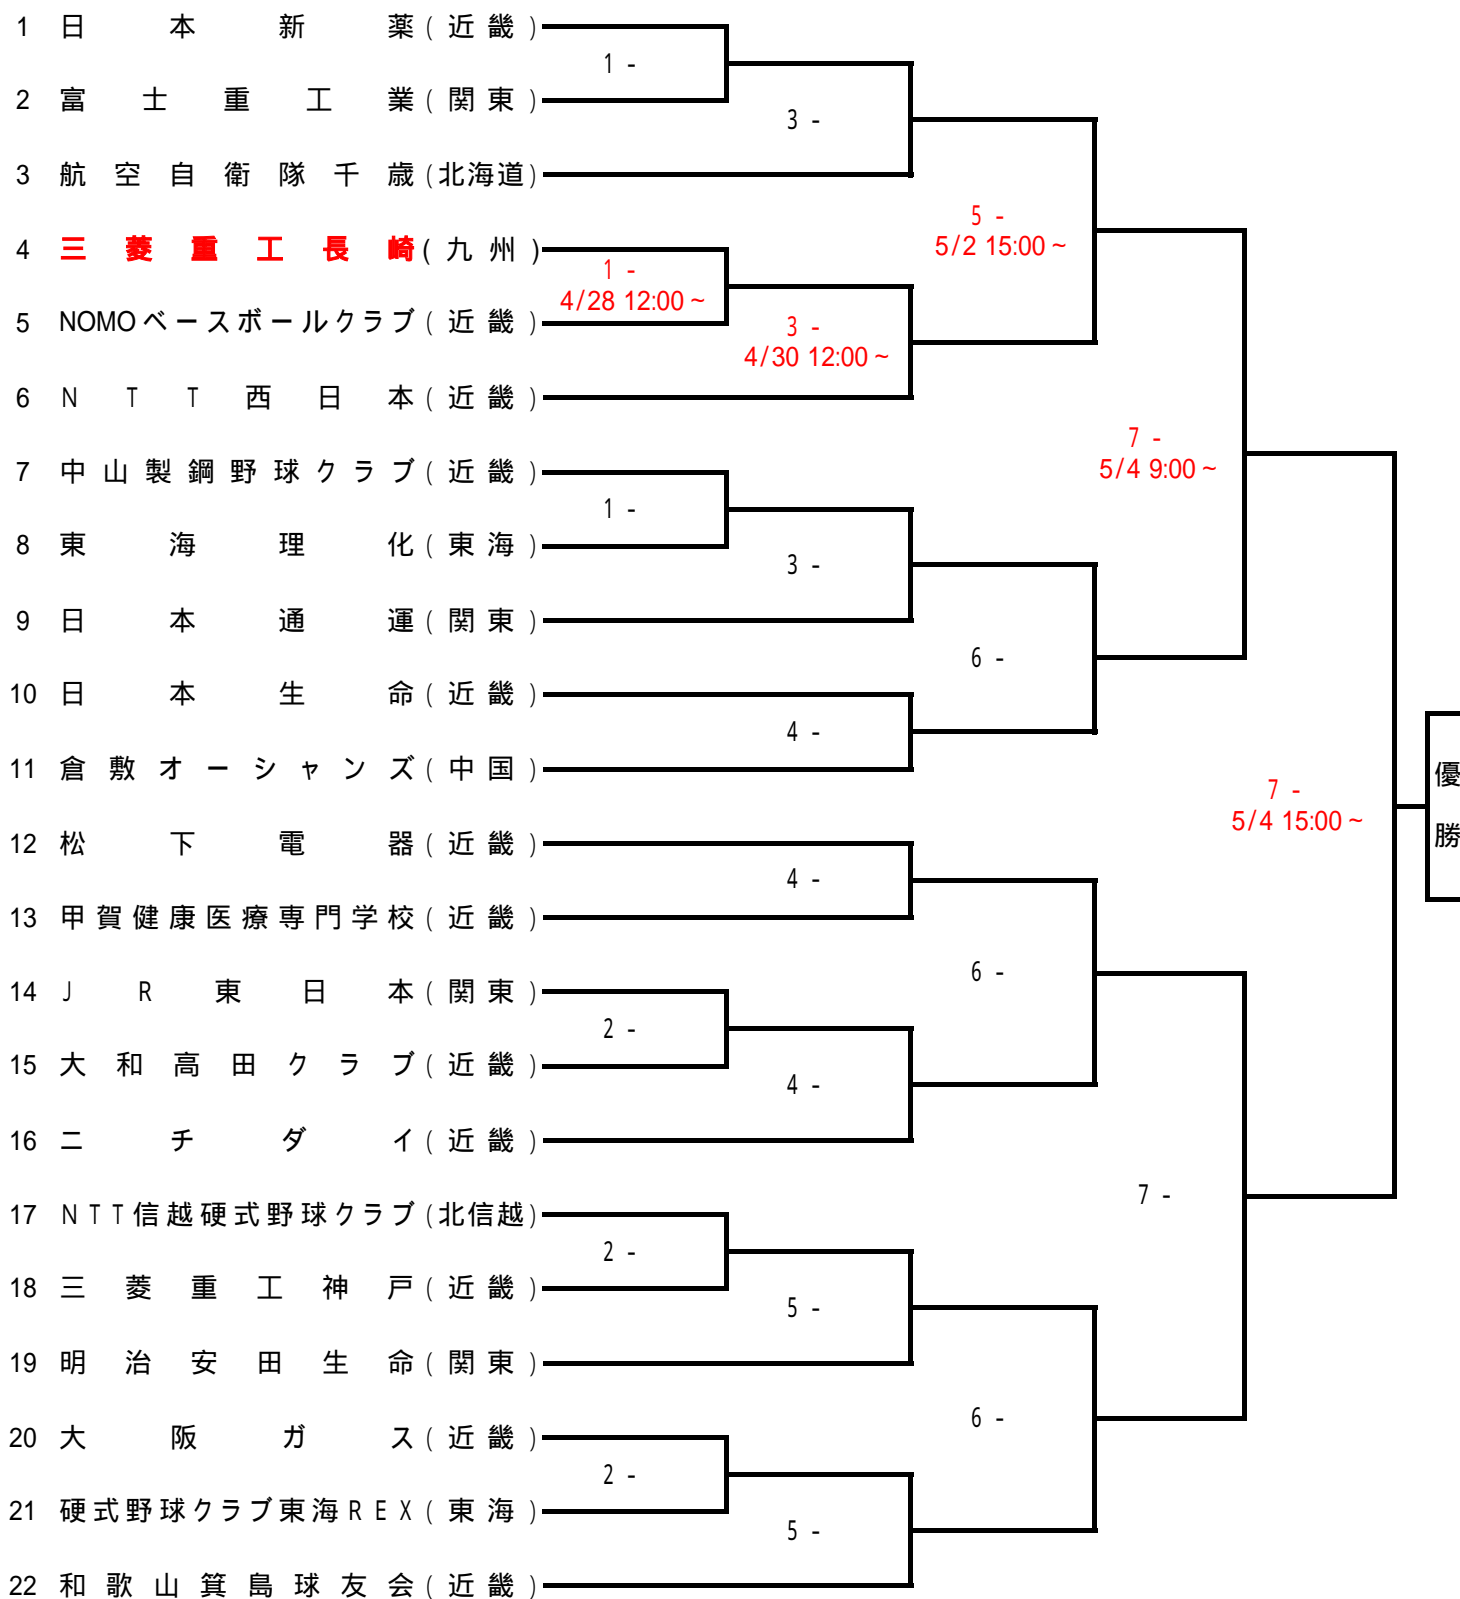 1 日本新薬(近畿)
1 -
2 富士重工業(関東)
3 -
3 航空自衛隊千歳(北海道)
5 -
5/2 15:00～
4 三菱重工長崎(九州)
1 -
4/28 12:00～
5 NOMOベースボールクラブ(近畿)
3 -
4/30 12:00～
6 NTT西日本(近畿)
7 -
5/4 9:00～
7 中山製鋼野球クラブ(近畿)
1 -
8 東海理化(東海)
3 -
9 日本通運(関東)
6 -
10 日本生命(近畿)
4 -
11 倉敷オーシャンズ(中国)
7 -
5/4 15:00～
優
勝
12 松下電器(近畿)
4 -
13 甲賀健康医療専門学校(近畿)
6 -
14 JR東日本(関東)
2 -
15 大和高田クラブ(近畿)
4 -
16 ニチダイ(近畿)
7 -
17 NTT信越硬式野球クラブ(北信越)
2 -
18 三菱重工神戸(近畿)
5 -
19 明治安田生命(関東)
6 -
20 大阪ガス(近畿)
2 -
21 硬式野球クラブ東海REX(東海)
5 -
22 和歌山箕島球友会(近畿)